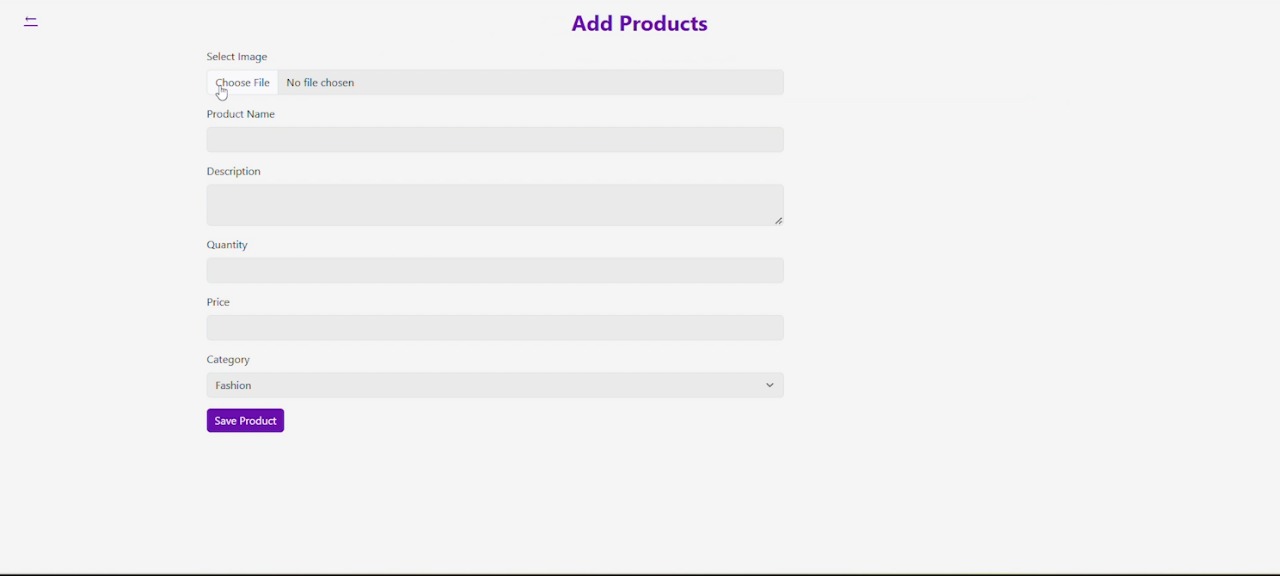 Add Products
Select Image
Choose File No file chosen
Product Name
Description
Quantity
Price
Category
Fashion
Save Product